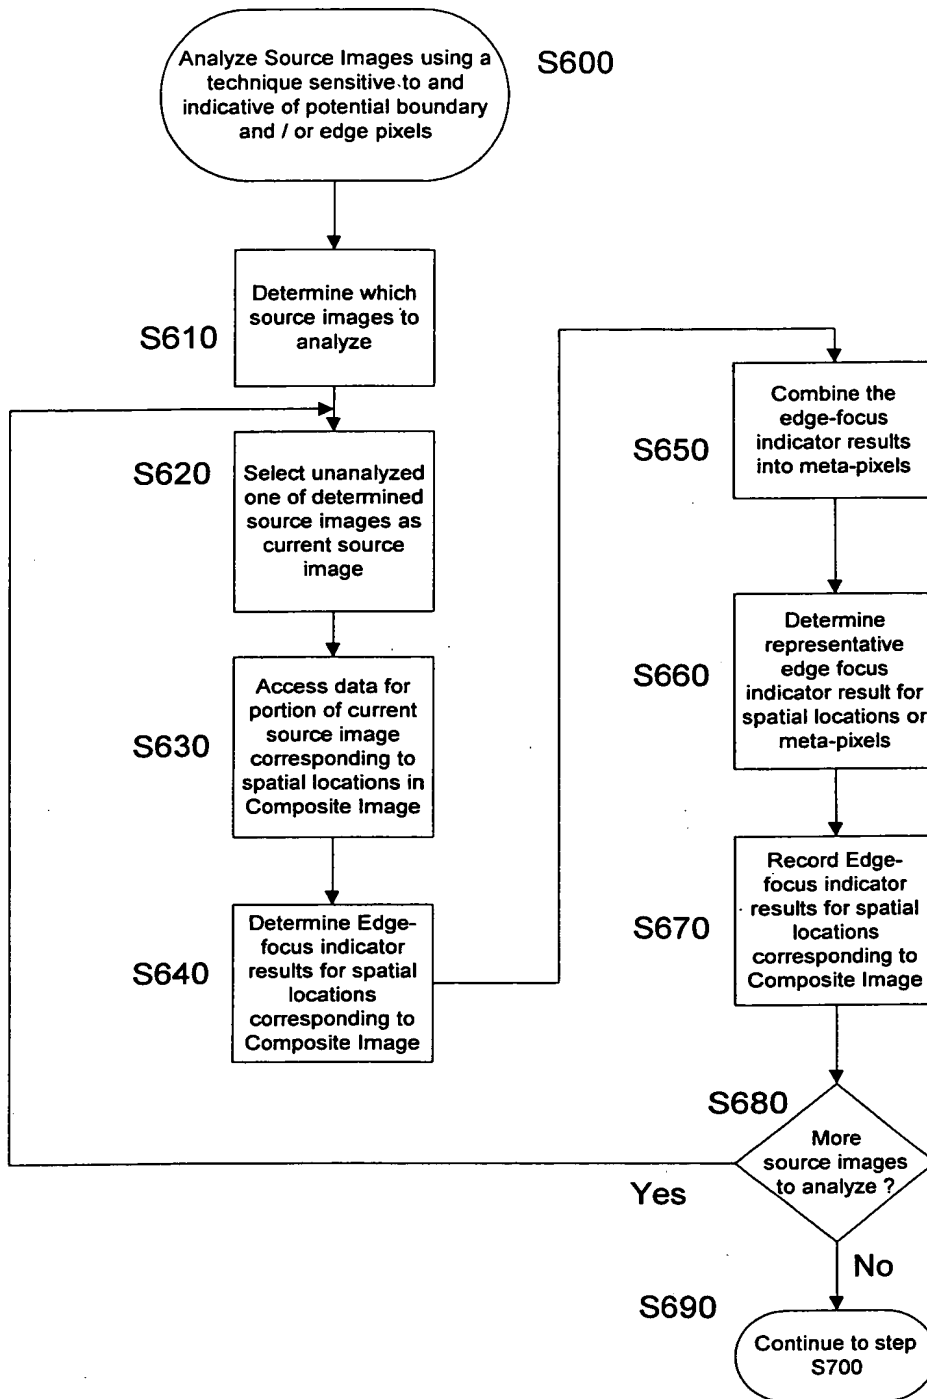 Analyze Source Images using a
technique sensitive to and
indicative of potential boundary
and / or edge pixels
S600
Determine which
source images to
analyze
S610
Select unanalyzed
one of determined
source images as
current source
image
S620
Access data for
portion of current
source image
corresponding to
spatial locations in
Composite Image
S630
Determine Edge-
focus indicator
results for spatial
locations
corresponding to
Composite Image
S640
Combine the
edge-focus
indicator results
into meta-pixels
S650
Determine
representative
edge focus
indicator result for
spatial locations or
meta-pixels
S660
Record Edge-
focus indicator
results for spatial
locations
corresponding to
Composite Image
S670
S680
More
source images
to analyze ?
Yes
No
S690
Continue to step
S700